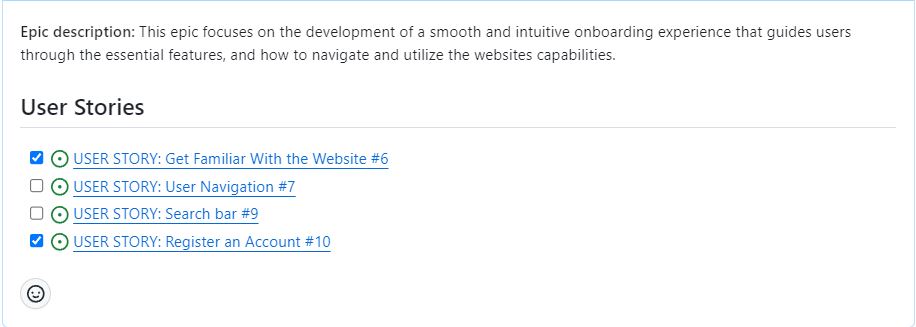 Epic description: This epic focuses on the development of a smooth and intuitive onboarding experience that guides users
through the essential features, and how to navigate and utilize the websites capabilities.
User Stories
USER STORY: Get Familiar With the Website #6
USER STORY: User Navigation #7
USER STORY: Search bar #9
USER STORY: Register an Account #10